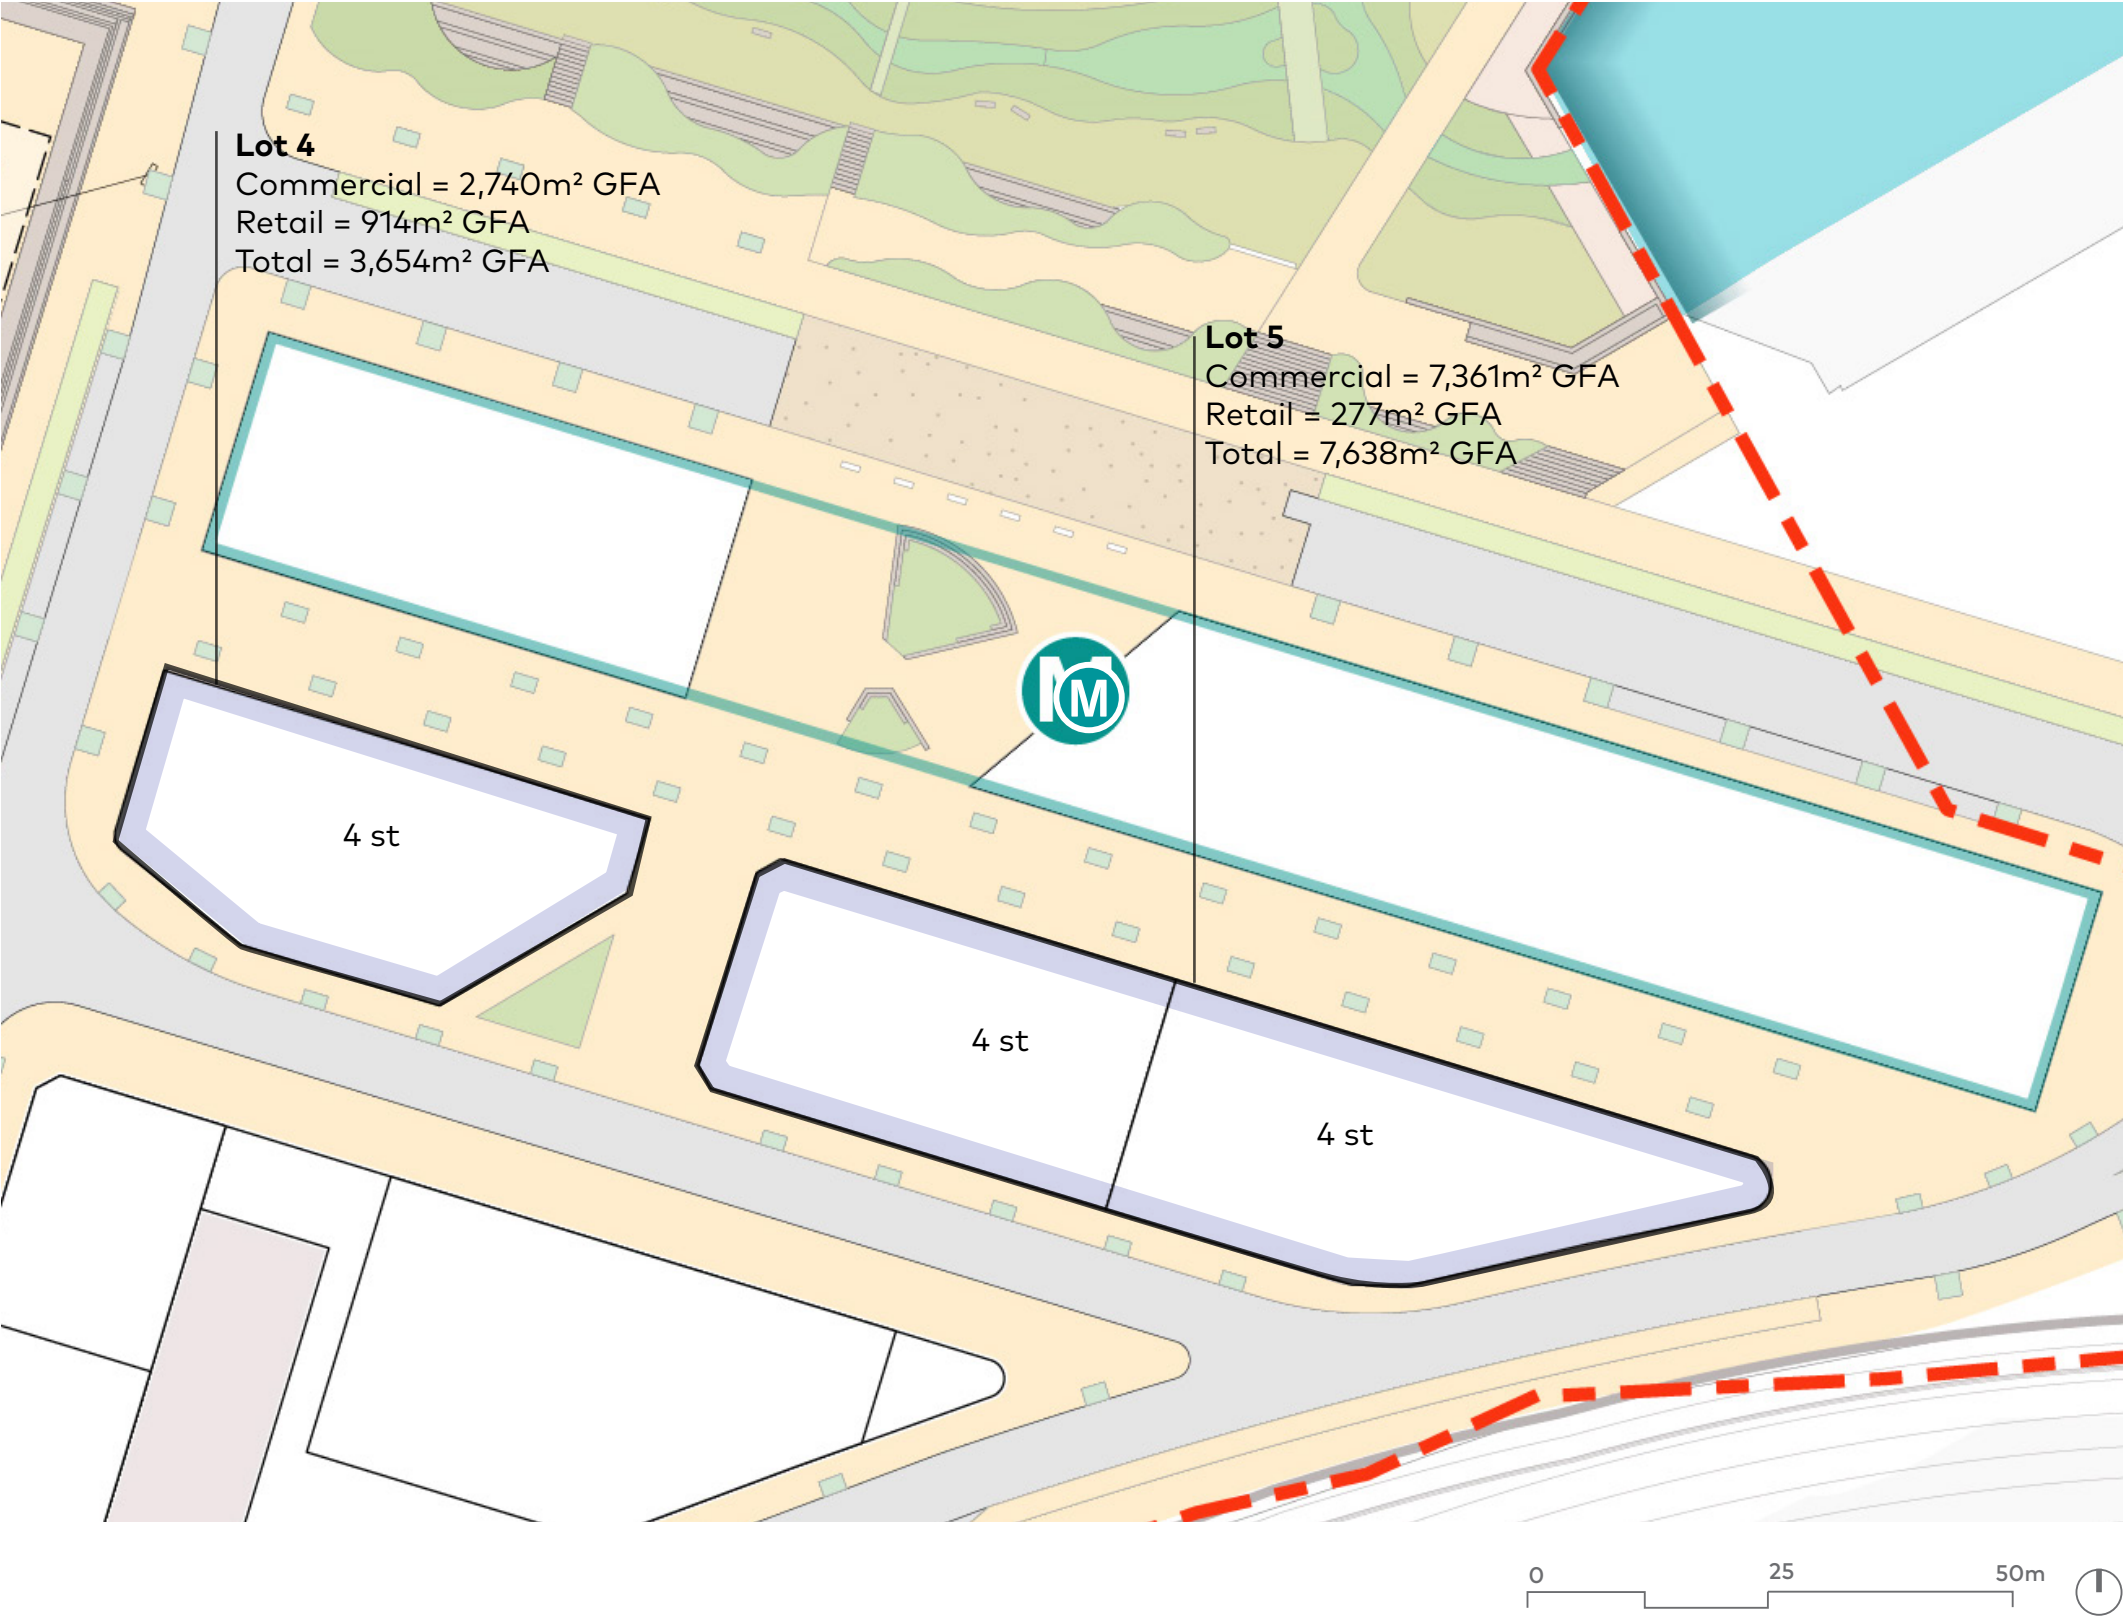 Lot 4
Commercial = 2,740m² GFA
Retail = 914m² GFA
Total = 3,654m² GFA
Lot 5
Commercial = 7,361m² GFA
Retail = 277m² GFA
Total = 7,638m² GFA
M
M
4 st
4 st
4 st
0 25 50m